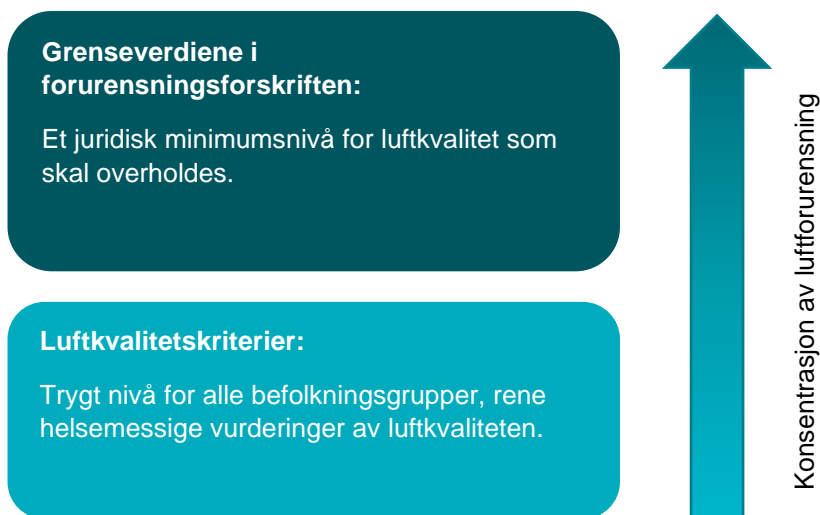 Grenseverdiene i
forurensningsforskriften:
Et juridisk minimumsnivå for luftkvalitet som
skal overholdes.
Luftkvalitetskriterier:
Trygt nivå for alle befolkningsgrupper, rene
helsemessige vurderinger av luftkvaliteten.
Konsentrasjon av luftforurensning